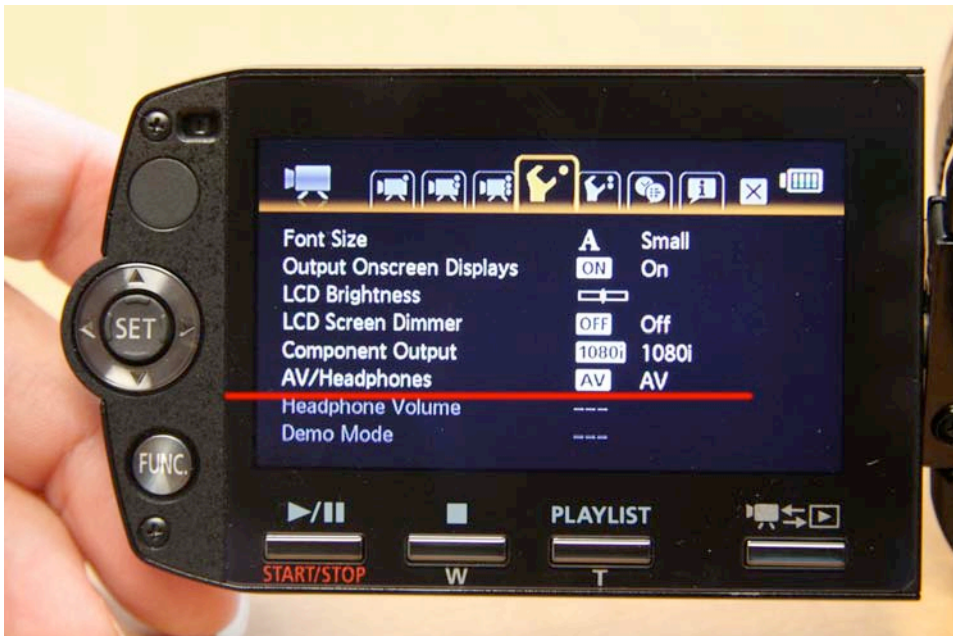 Font Size A Small
Output Onscreen Displays ON On
LCD Brightness
LCD Screen Dimmer OFF Off
Component Output 1080i 1080i
AV/Headphones AV AV
Headphone Volume ----
Demo Mode ----
SET
FUNC.
PLAYLIST
START/STOP W T